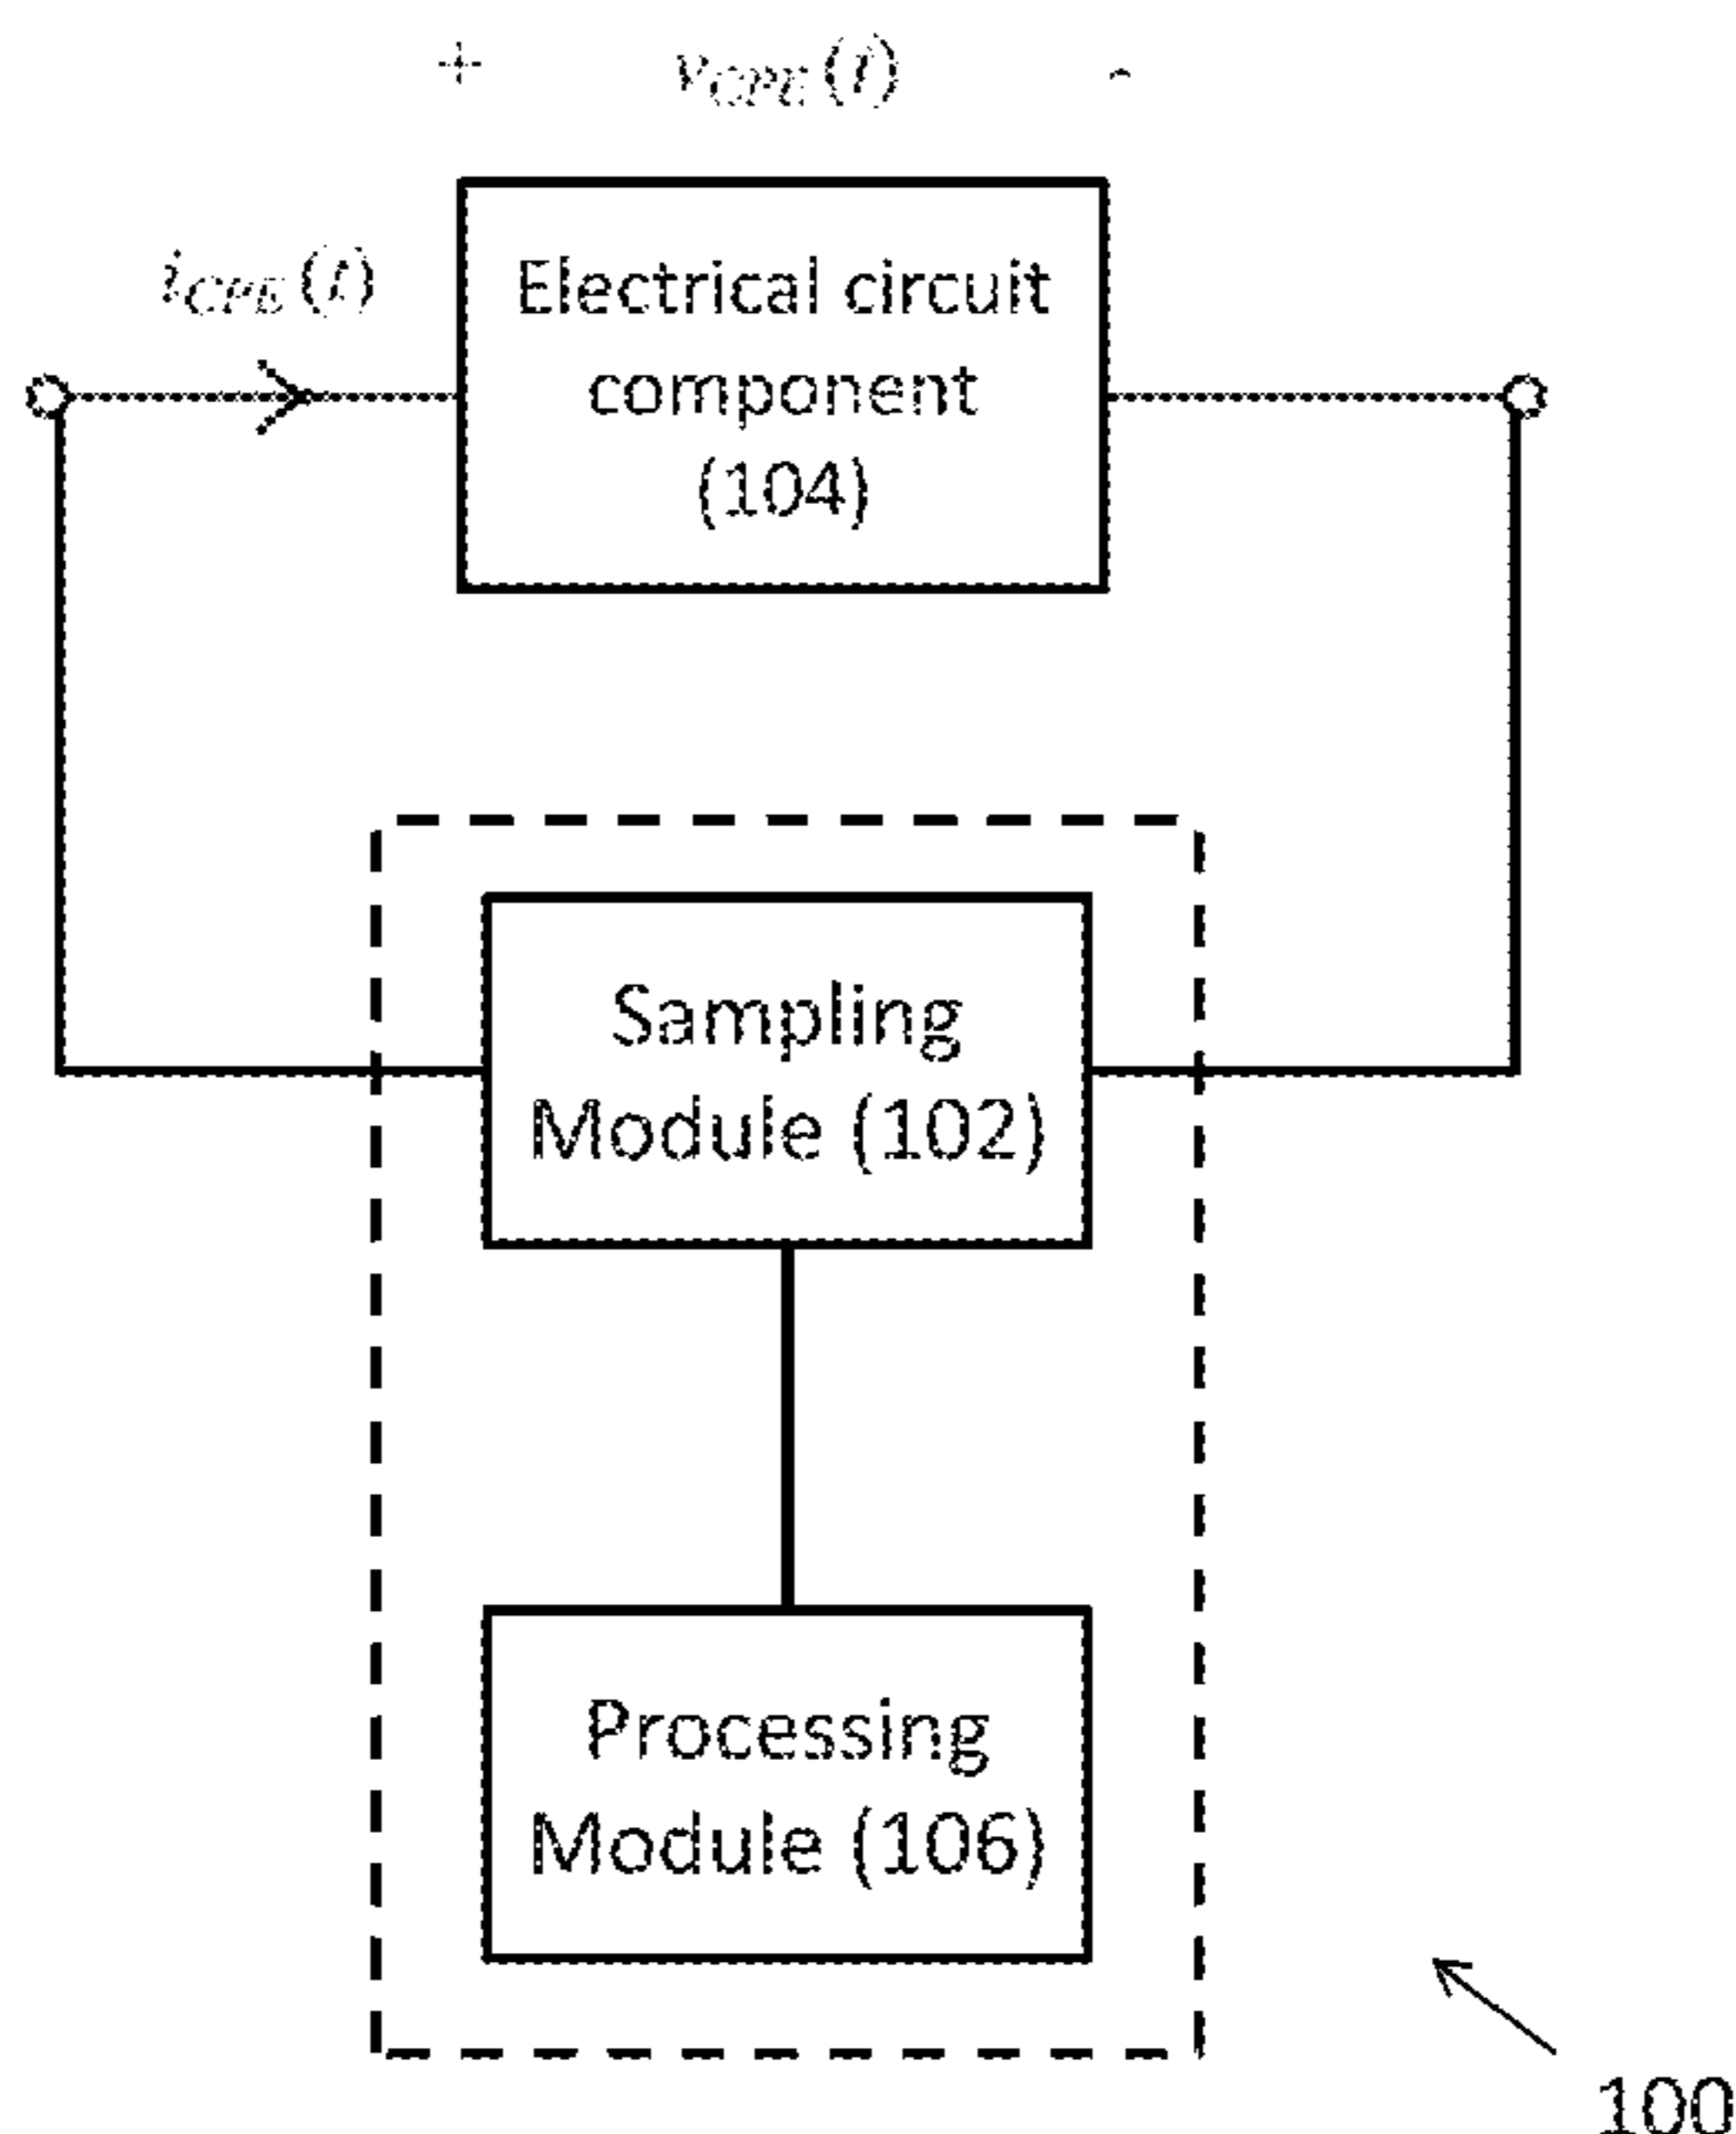 + v_CPE(t) -
i_CPE(t)
Electrical circuit
component
(104)
Sampling
Module (102)
Processing
Module (106)
100